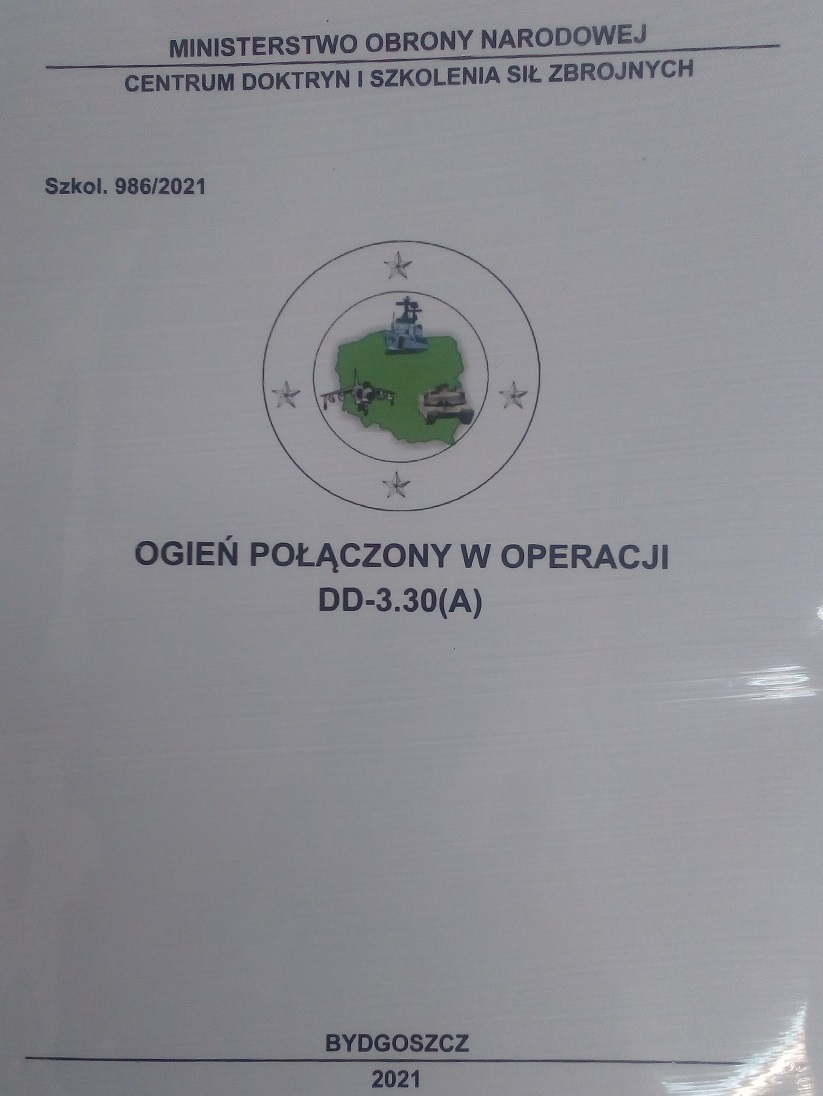 MINISTERSTWO OBRONY NARODOWEJ
CENTRUM DOKTRYN I SZKOLENIA SIŁ ZBROJNYCH
Szkol. 986/2021
OGIEŃ POŁĄCZONY W OPERACJI
DD-3.30(A)
BYDGOSZCZ
2021